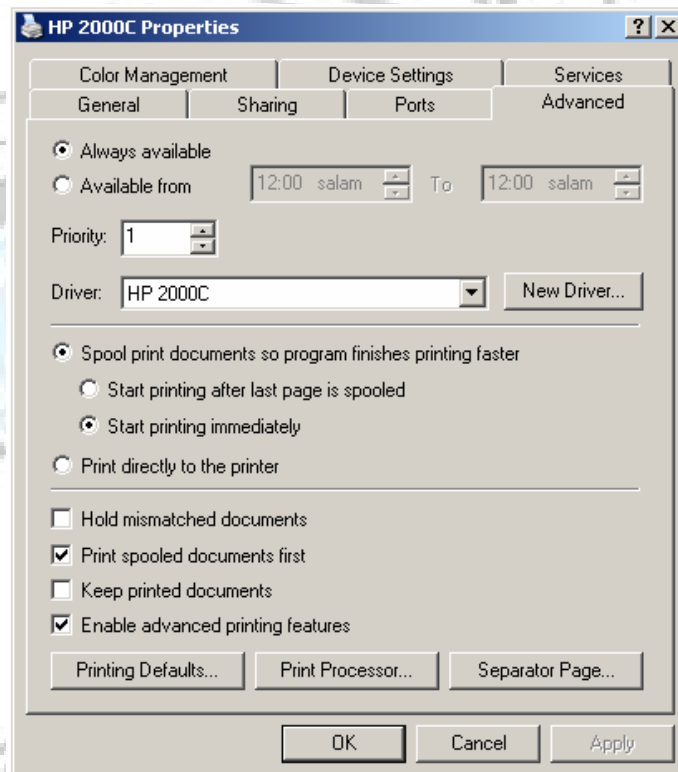 HP 2000C Properties
Color Management Device Settings Services
General Sharing Ports Advanced
Always available
Available from 12:00 salam To 12:00 salam
Priority: 1
Driver: HP 2000C New Driver...
Spool print documents so program finishes printing faster
Start printing after last page is spooled
Start printing immediately
Print directly to the printer
Hold mismatched documents
Print spooled documents first
Keep printed documents
Enable advanced printing features
Printing Defaults... Print Processor... Separator Page...
OK Cancel Apply